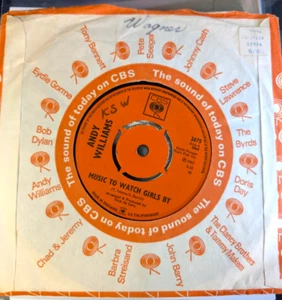 Wagner
The sound of today on CBS
Tony Bennett
Pete Seeger
Johnny Cash
Steve Lawrence
The Byrds
Doris Day
The Clancy Brothers & Tommy Makem
John Barry
Barbra Streisand
Chad & Jeremy
Andy Williams
Bob Dylan
Eydie Gormé
The sound of today on CBS
The sound of today on CBS
The sound of today on CBS
KSW
CBS
ANDY WILLIAMS
MUSIC TO WATCH GIRLS BY